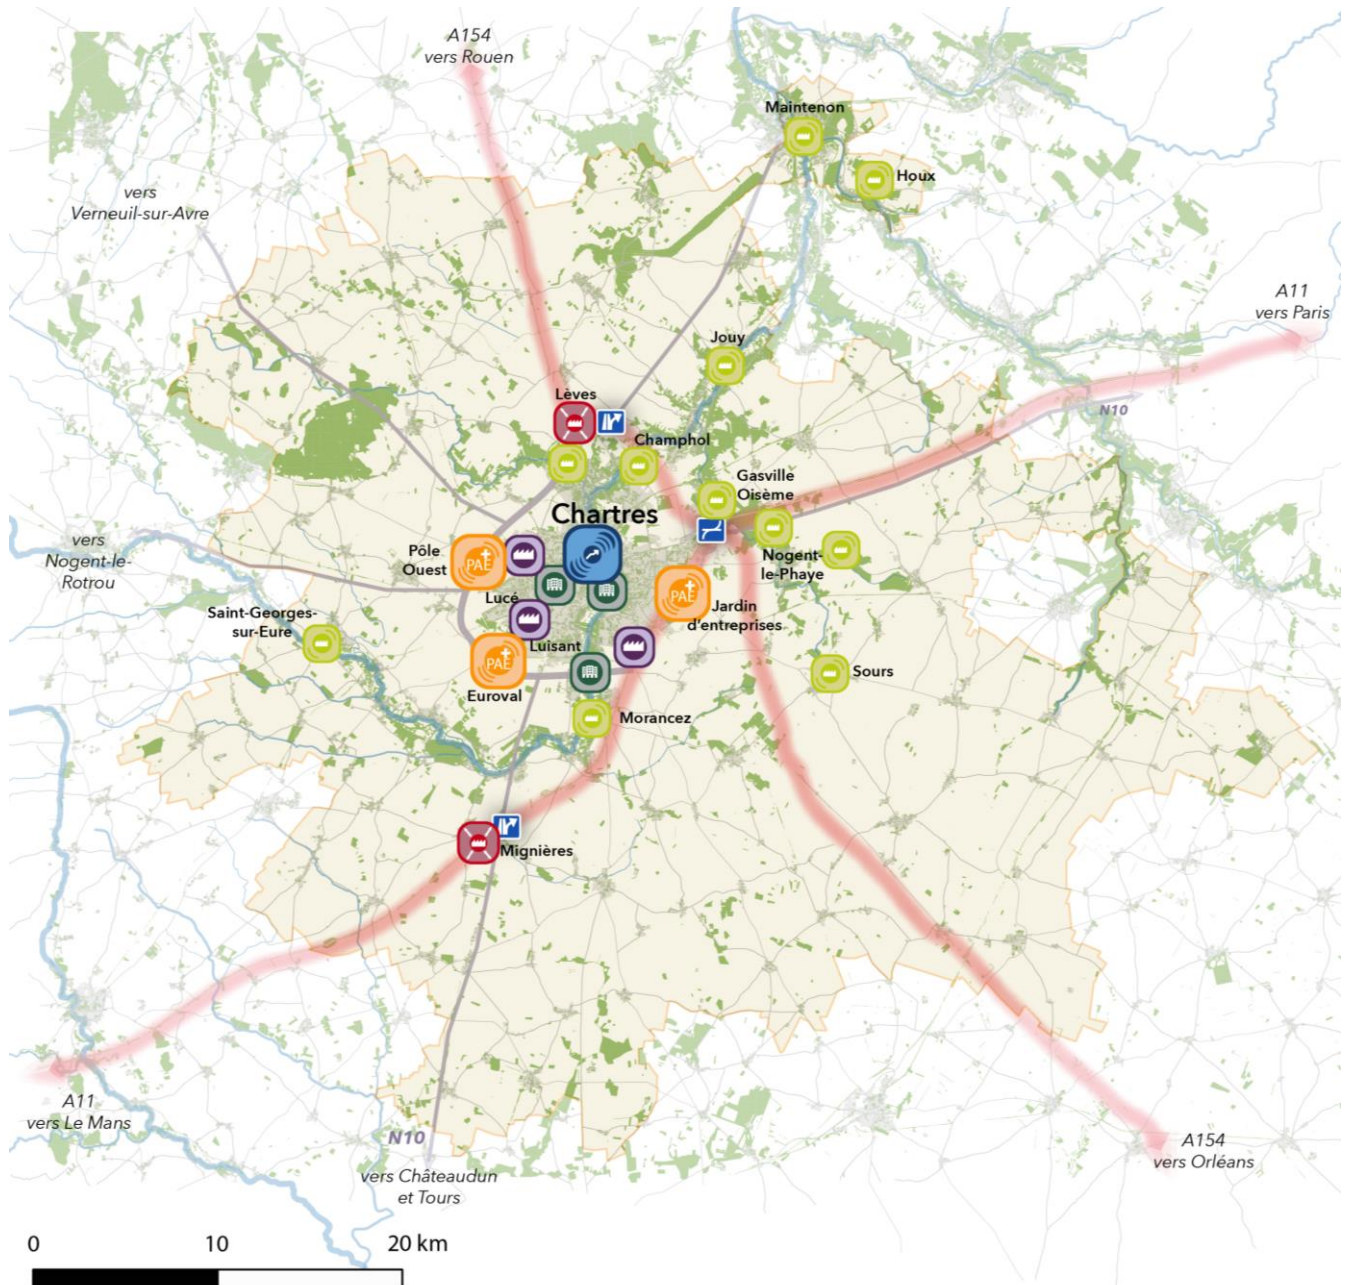 A154
vers Rouen
Maintenon
Houx
vers
Verneuil-sur-Avre
A11
vers Paris
Jouy
N10
Lèves
Champhol
Gasville
Oisème
Chartres
vers
Nogent-le-
Rotrou
Pôle
Ouest
PAE
Nogent-
le-Phaye
Lucé
PAE
Jardin
d'entreprises
Saint-Georges-
sur-Eure
Luisant
PAE
Euroval
Sours
Morancez
Mignières
A11
vers Le Mans
N10
vers Châteaudun
et Tours
A154
vers Orléans
0 10 20 km